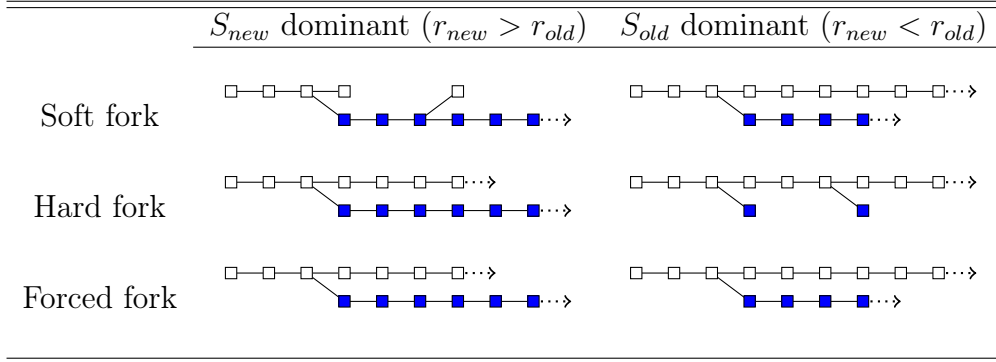 S_new dominant (r_new > r_old) S_old dominant (r_new < r_old)
Soft fork
Hard fork
Forced fork